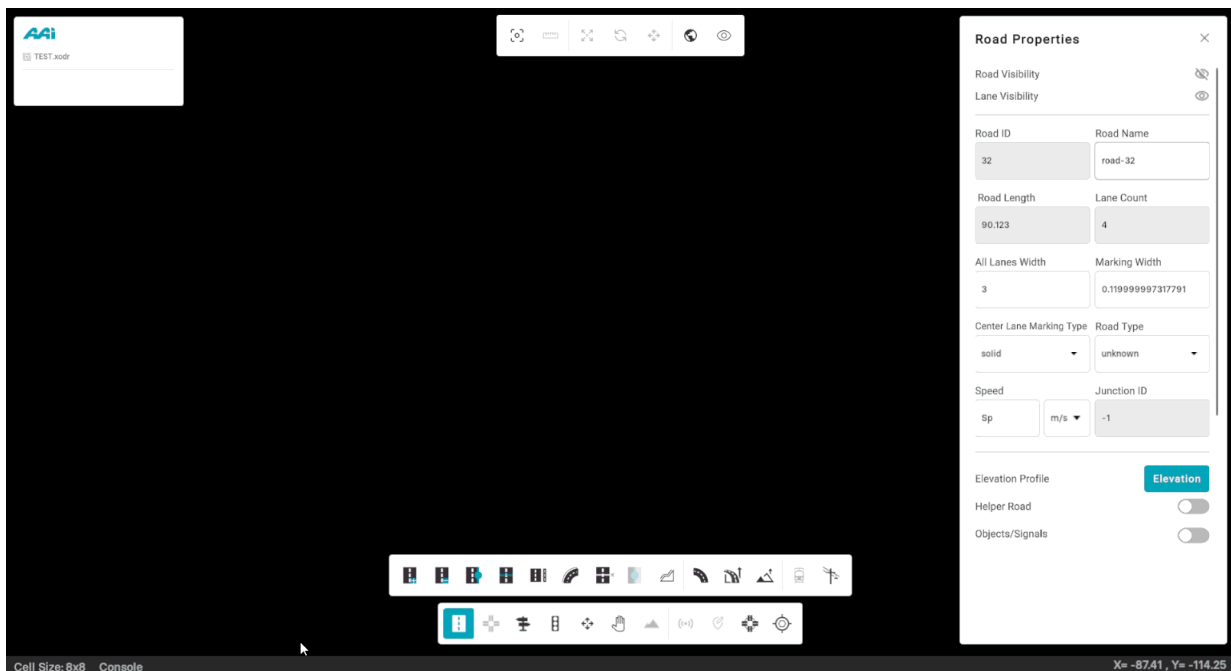 AAi
TEST.xodr
Road Properties
Road Visibility
Lane Visibility
Road ID Road Name
32 road-32
Road Length Lane Count
90.123 4
All Lanes Width Marking Width
3 0.119999997317791
Center Lane Marking Type Road Type
solid unknown
Speed Junction ID
Sp m/s -1
Elevation Profile Elevation
Helper Road
Objects/Signals
Cell Size: 8x8 Console X= -87.41 , Y= -114.25